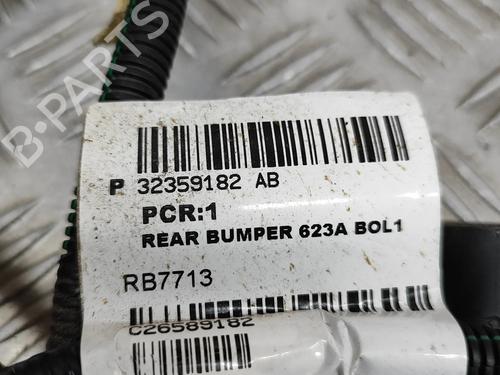 B-PARTS
P 32359182 AB
PCR:1
REAR BUMPER 623A BOL1
RB7713
C26589182